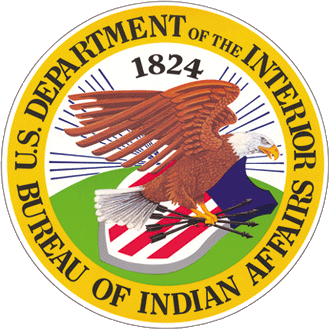 U.S. DEPARTMENT OF THE INTERIOR
1824
BUREAU OF INDIAN AFFAIRS